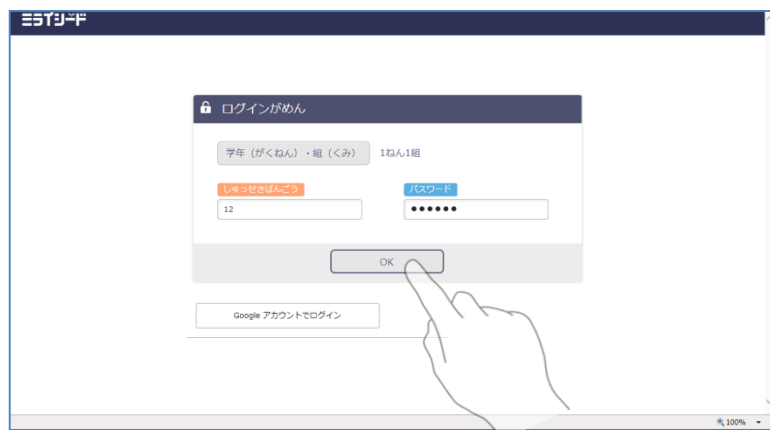 ミライシード
ログインがめん
学年（がくねん）・組（くみ） 1ねん1組
しゅっせきばんごう パスワード
12 ●●●●●●
OK
Google アカウントでログイン
100%